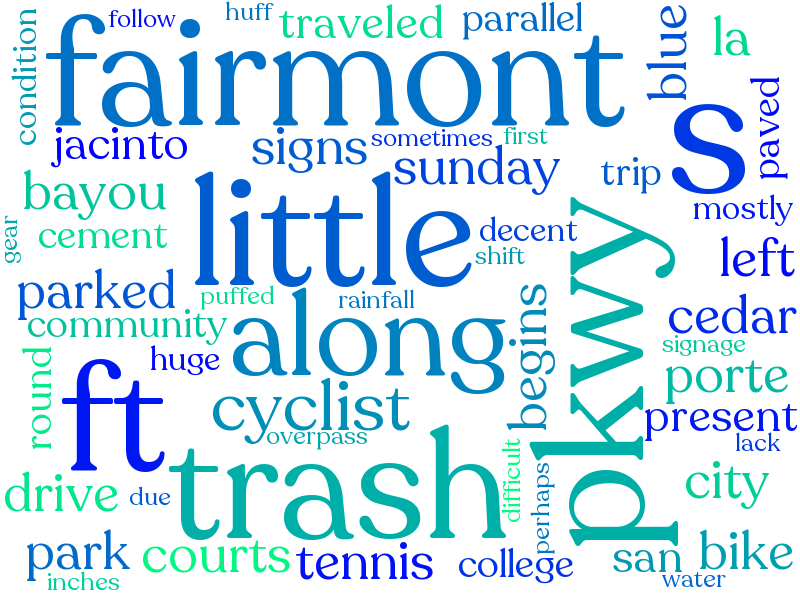 condition
follow
huff
traveled
parallel
blue
la
fairmont
s
paved
jacinto
signs
sometimes
first
sunday
trip
bayou
little
mostly
gear
cement
decent
shift
left
pkwy
parked
puffed
rainfall
along
begins
cedar
community
signage
round
huge
porte
ft
cyclist
present
overpass
lack
trash
difficult
perhaps
city
drive
due
park
courts
tennis
college
san
bike
inches
water